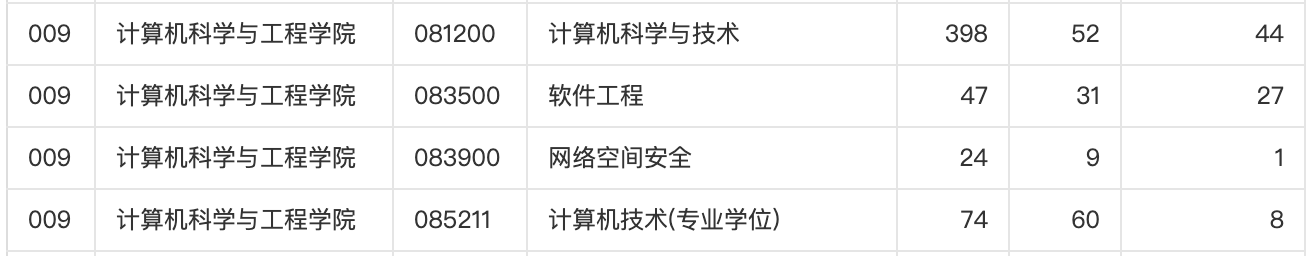 009 计算机科学与工程学院 081200 计算机科学与技术 398 52 44
009 计算机科学与工程学院 083500 软件工程 47 31 27
009 计算机科学与工程学院 083900 网络空间安全 24 9 1
009 计算机科学与工程学院 085211 计算机技术(专业学位) 74 60 8